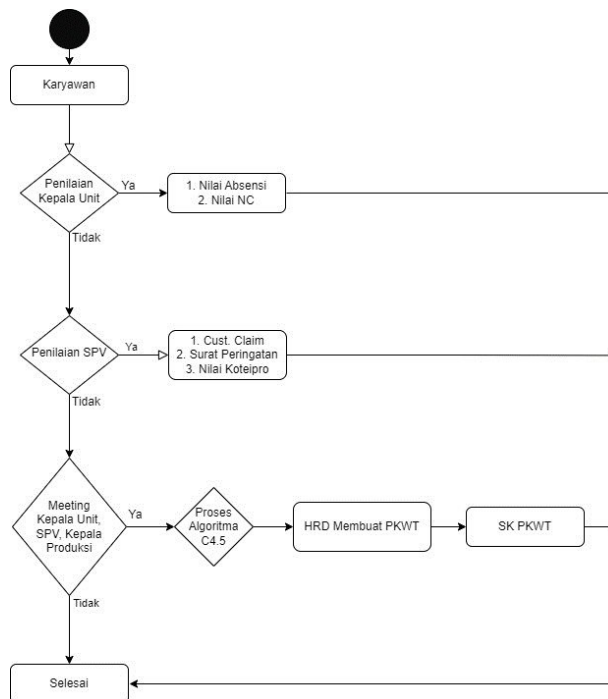 Karyawan
Penilaian
Kepala Unit
Ya
1. Nilai Absensi
2. Nilai NC
Tidak
Penilaian SPV
Ya
1. Cust. Claim
2. Surat Peringatan
3. Nilai Koteipro
Tidak
Meeting
Kepala Unit,
SPV, Kepala
Produksi
Ya
Proses
Algoritma
C4.5
HRD Membuat PKWT
SK PKWT
Tidak
Selesai